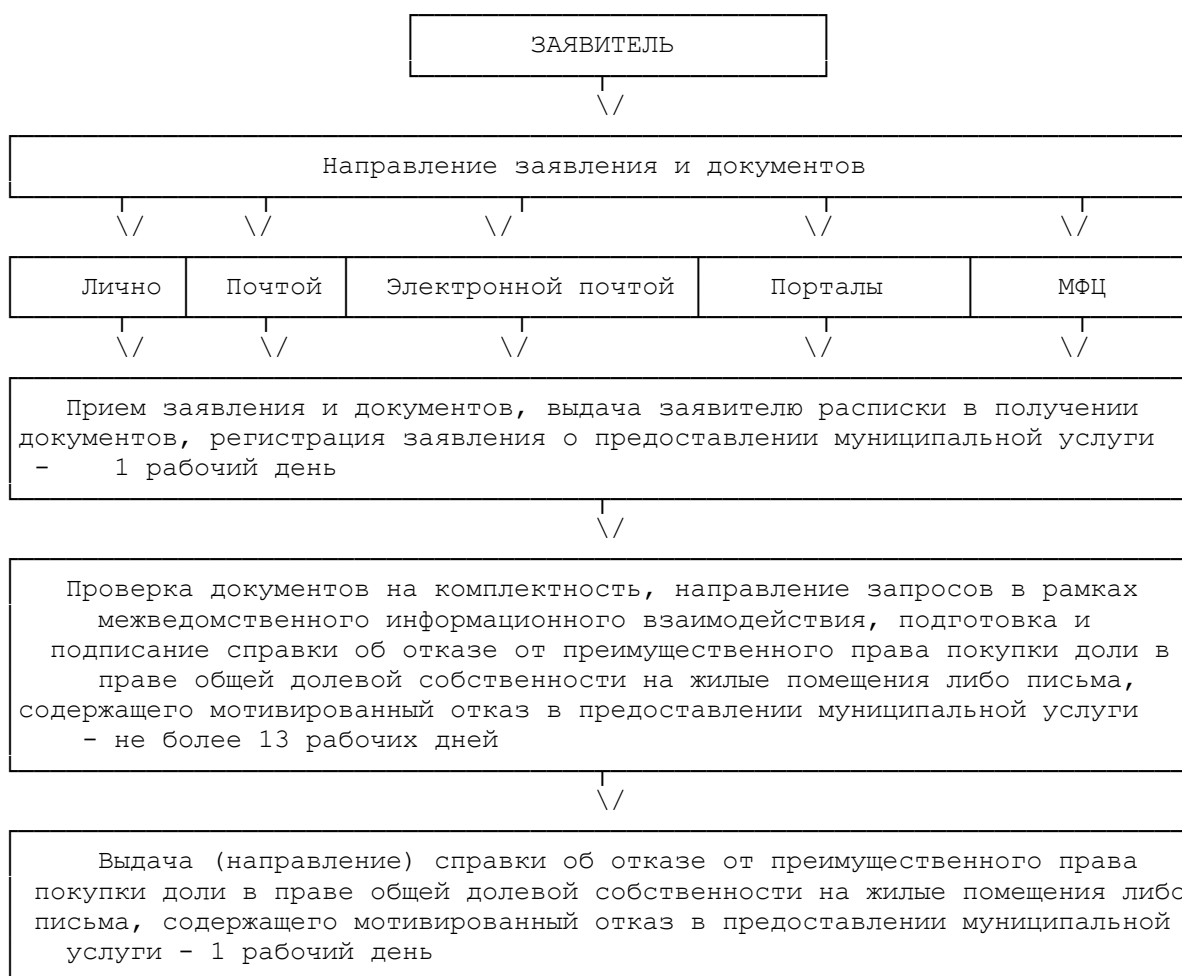 ЗАЯВИТЕЛЬ
\/
Направление заявления и документов
\/ \/ \/ \/ \/
Лично Почтой Электронной почтой Порталы МФЦ
\/ \/ \/ \/ \/
Прием заявления и документов, выдача заявителю расписки в получении
документов, регистрация заявления о предоставлении муниципальной услуги
- 1 рабочий день
\/
Проверка документов на комплектность, направление запросов в рамках
межведомственного информационного взаимодействия, подготовка и
подписание справки об отказе от преимущественного права покупки доли в
праве общей долевой собственности на жилые помещения либо письма,
содержащего мотивированный отказ в предоставлении муниципальной услуги
- не более 13 рабочих дней
\/
Выдача (направление) справки об отказе от преимущественного права
покупки доли в праве общей долевой собственности на жилые помещения либо
письма, содержащего мотивированный отказ в предоставлении муниципальной
услуги - 1 рабочий день